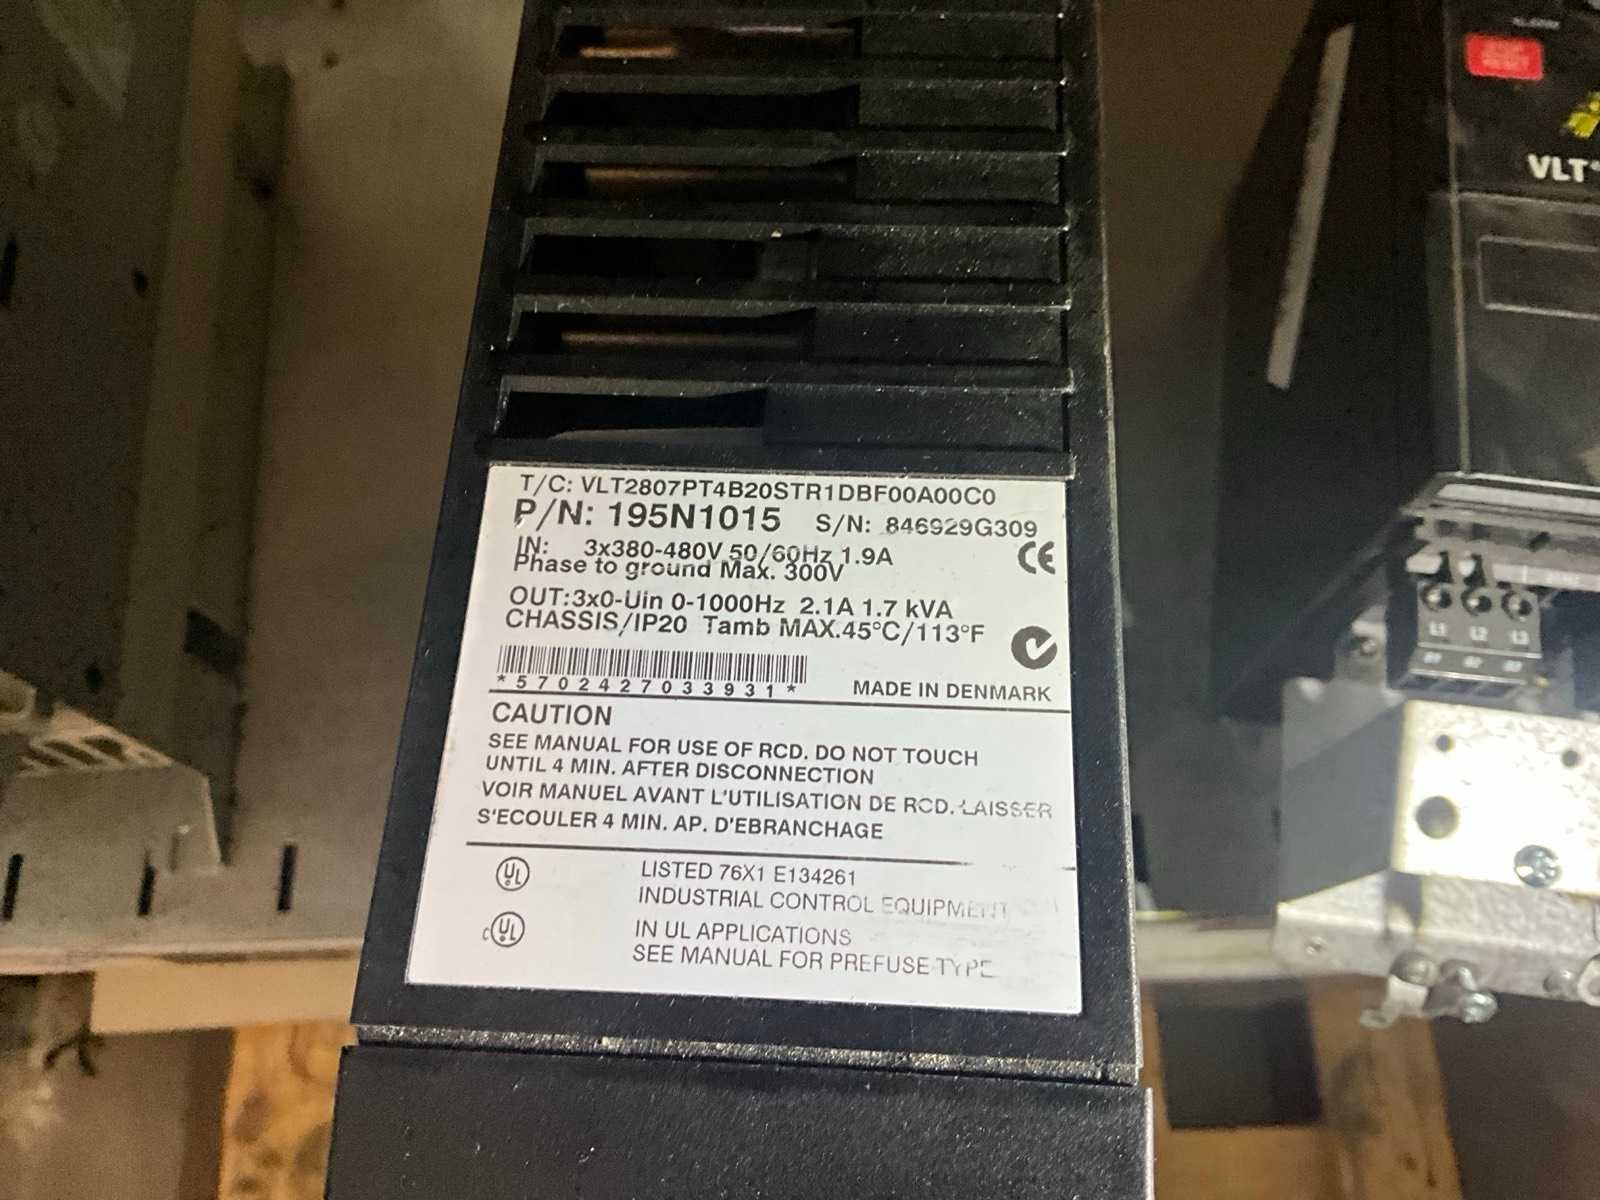 VLT®
T/C: VLT2807PT4B20STR1DBF00A00C0
P/N: 195N1015 S/N: 846929G309
IN: 3x380-480V 50/60Hz 1.9A
Phase to ground Max. 300V
CE
OUT:3x0-Uin 0-1000Hz 2.1A 1.7 kVA
CHASSIS/IP20 Tamb MAX.45°C/113°F
*5702427033931*
MADE IN DENMARK
CAUTION
SEE MANUAL FOR USE OF RCD. DO NOT TOUCH
UNTIL 4 MIN. AFTER DISCONNECTION
VOIR MANUEL AVANT L'UTILISATION DE RCD. LAISSER
S'ECOULER 4 MIN. AP. D'EBRANCHAGE
UL LISTED 76X1 E134261
INDUSTRIAL CONTROL EQUIPMENT
c UL IN UL APPLICATIONS
SEE MANUAL FOR PREFUSE TYPE
L1 L2 L3